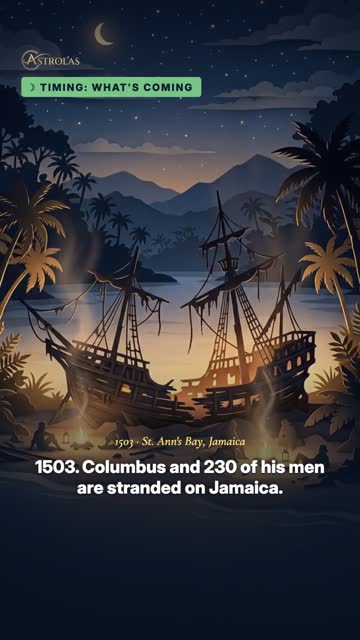 ASTROLAS
☽ TIMING: WHAT'S COMING
1503 · St. Ann's Bay, Jamaica
1503. Columbus and 230 of his men
are stranded on Jamaica.